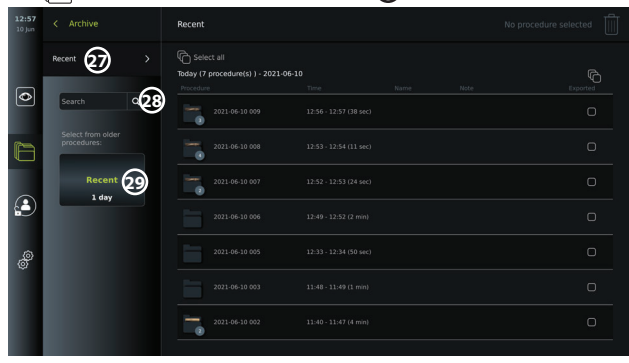 12:57
10 Jun
Archive
Recent
No procedure selected
Recent
27
Select all
Today (7 procedure(s) ) - 2021-06-10
Procedure Time Name Note Exported
Search
28
3 2021-06-10 009 12:56 - 12:57 (38 sec)
Select from older
procedures:
4 2021-06-10 008 12:53 - 12:54 (11 sec)
Recent
29
1 day
2 2021-06-10 007 12:52 - 12:53 (24 sec)
2021-06-10 006 12:49 - 12:52 (2 min)
2021-06-10 005 12:33 - 12:34 (50 sec)
2021-06-10 003 11:48 - 11:49 (1 min)
2 2021-06-10 002 11:40 - 11:47 (4 min)